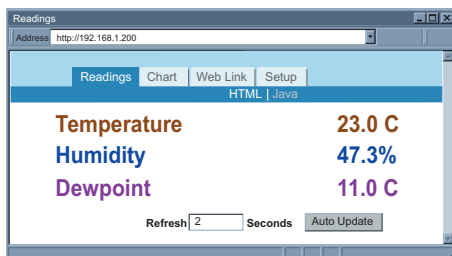 Readings
Address http://192.168.1.200
Readings Chart Web Link Setup
HTML | Java
Temperature 23.0 C
Humidity 47.3%
Dewpoint 11.0 C
Refresh 2 Seconds Auto Update